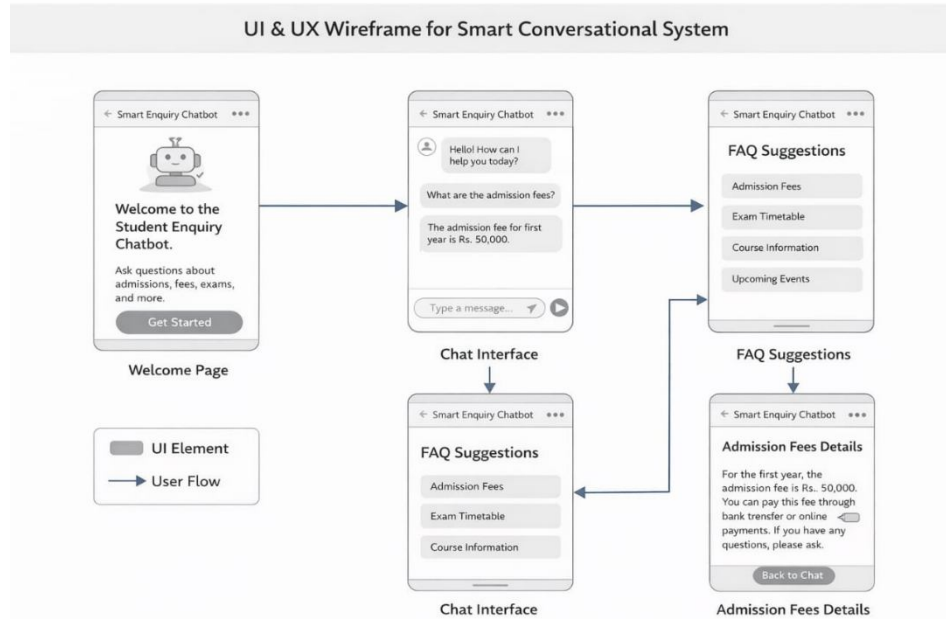 UI & UX Wireframe for Smart Conversational System
← Smart Enquiry Chatbot •••
Welcome to the
Student Enquiry
Chatbot.
Ask questions about
admissions, fees, exams,
and more.
Get Started
Welcome Page
← Smart Enquiry Chatbot •••
Hello! How can I
help you today?
What are the admission fees?
The admission fee for first
year is Rs. 50,000.
Type a message...
Chat Interface
← Smart Enquiry Chatbot •••
FAQ Suggestions
Admission Fees
Exam Timetable
Course Information
Upcoming Events
FAQ Suggestions
UI Element
User Flow
← Smart Enquiry Chatbot •••
FAQ Suggestions
Admission Fees
Exam Timetable
Course Information
Chat Interface
← Smart Enquiry Chatbot •••
Admission Fees Details
For the first year, the
admission fee is Rs.. 50,000.
You can pay this fee through
bank transfer or online
payments. If you have any
questions, please ask.
Back to Chat
Admission Fees Details